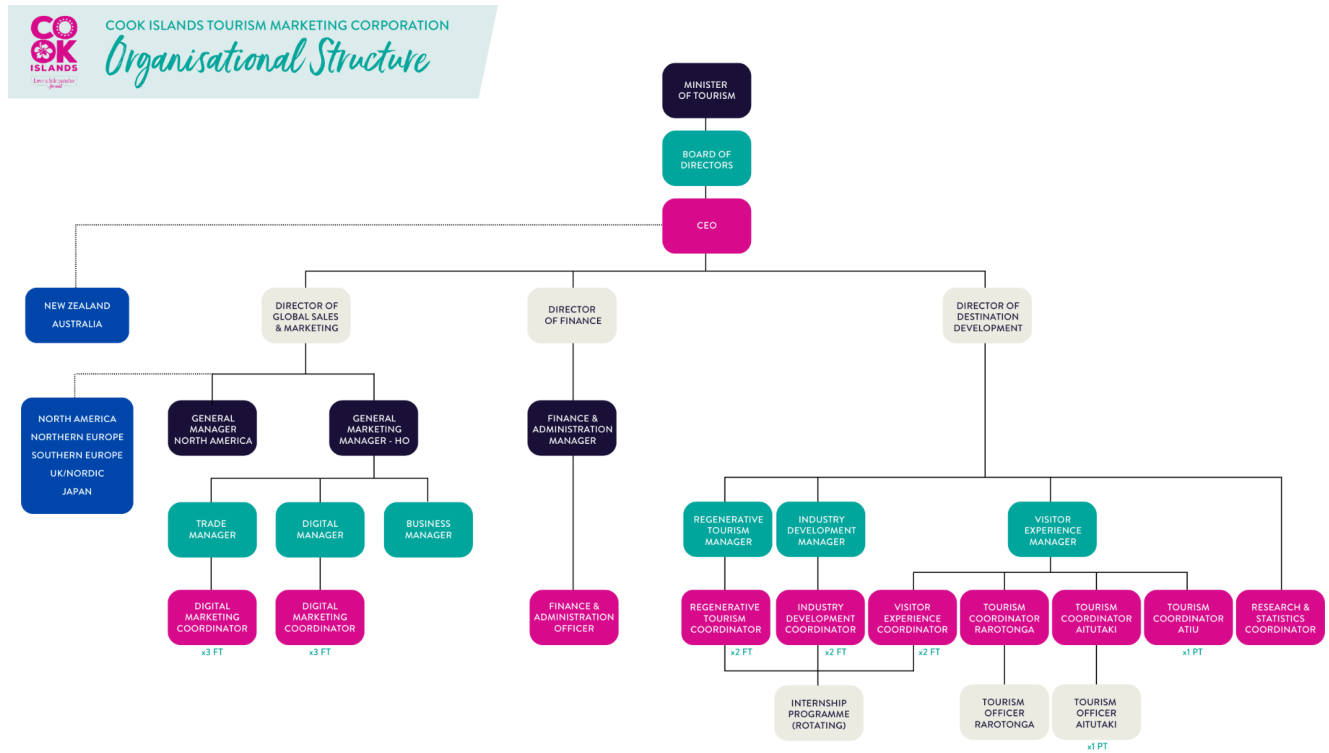 COOK ISLANDS TOURISM MARKETING CORPORATION
Organisational Structure
CO
OK
ISLANDS
MINISTER
OF TOURISM
BOARD OF
DIRECTORS
CEO
NEW ZEALAND
AUSTRALIA
DIRECTOR OF
GLOBAL SALES
& MARKETING
DIRECTOR
OF FINANCE
DIRECTOR OF
DESTINATION
DEVELOPMENT
NORTH AMERICA
NORTHERN EUROPE
SOUTHERN EUROPE
UK/NORDIC
JAPAN
GENERAL
MANAGER
NORTH AMERICA
GENERAL
MARKETING
MANAGER - HO
FINANCE &
ADMINISTRATION
MANAGER
TRADE
MANAGER
DIGITAL
MANAGER
BUSINESS
MANAGER
REGENERATIVE
TOURISM
MANAGER
INDUSTRY
DEVELOPMENT
MANAGER
VISITOR
EXPERIENCE
MANAGER
DIGITAL
MARKETING
COORDINATOR
x3 FT
DIGITAL
MARKETING
COORDINATOR
x3 FT
FINANCE &
ADMINISTRATION
OFFICER
REGENERATIVE
TOURISM
COORDINATOR
x2 FT
INDUSTRY
DEVELOPMENT
COORDINATOR
x2 FT
VISITOR
EXPERIENCE
COORDINATOR
x2 FT
TOURISM
COORDINATOR
RAROTONGA
TOURISM
COORDINATOR
AITUTAKI
TOURISM
COORDINATOR
ATIU
x1 PT
RESEARCH &
STATISTICS
COORDINATOR
INTERNSHIP
PROGRAMME
(ROTATING)
TOURISM
OFFICER
RAROTONGA
TOURISM
OFFICER
AITUTAKI
x1 PT